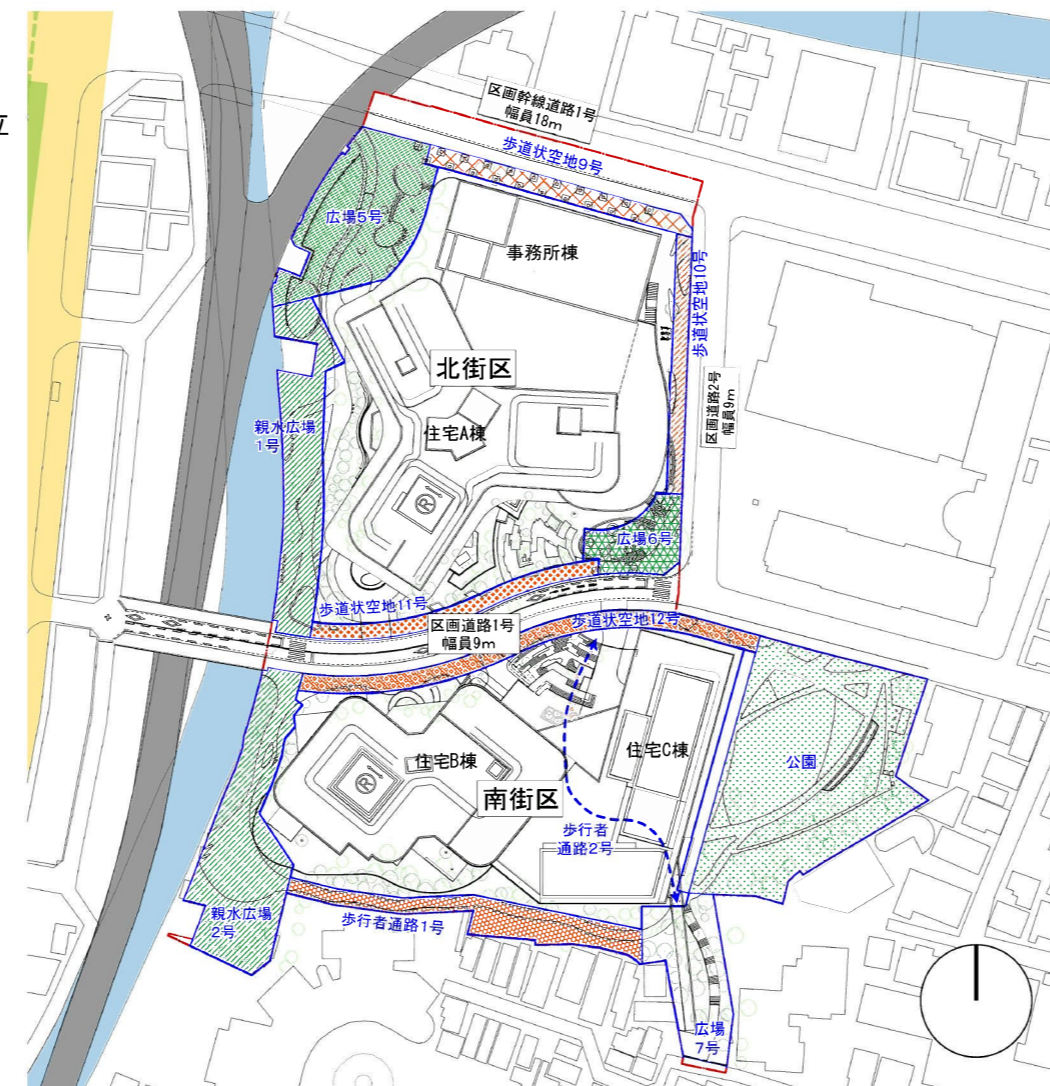 立
区画幹線道路1号
幅員18m
歩道状空地9号
広場5号
事務所棟
歩道状空地10号
北街区
区画道路2号
幅員9m
親水広場
1号
住宅A棟
R
広場6号
歩道状空地11号
区画道路1号
幅員9m
歩道状空地12号
住宅B棟
R
住宅C棟
公園
南街区
歩行者
通路2号
親水広場
2号
歩行者通路1号
広場
7号